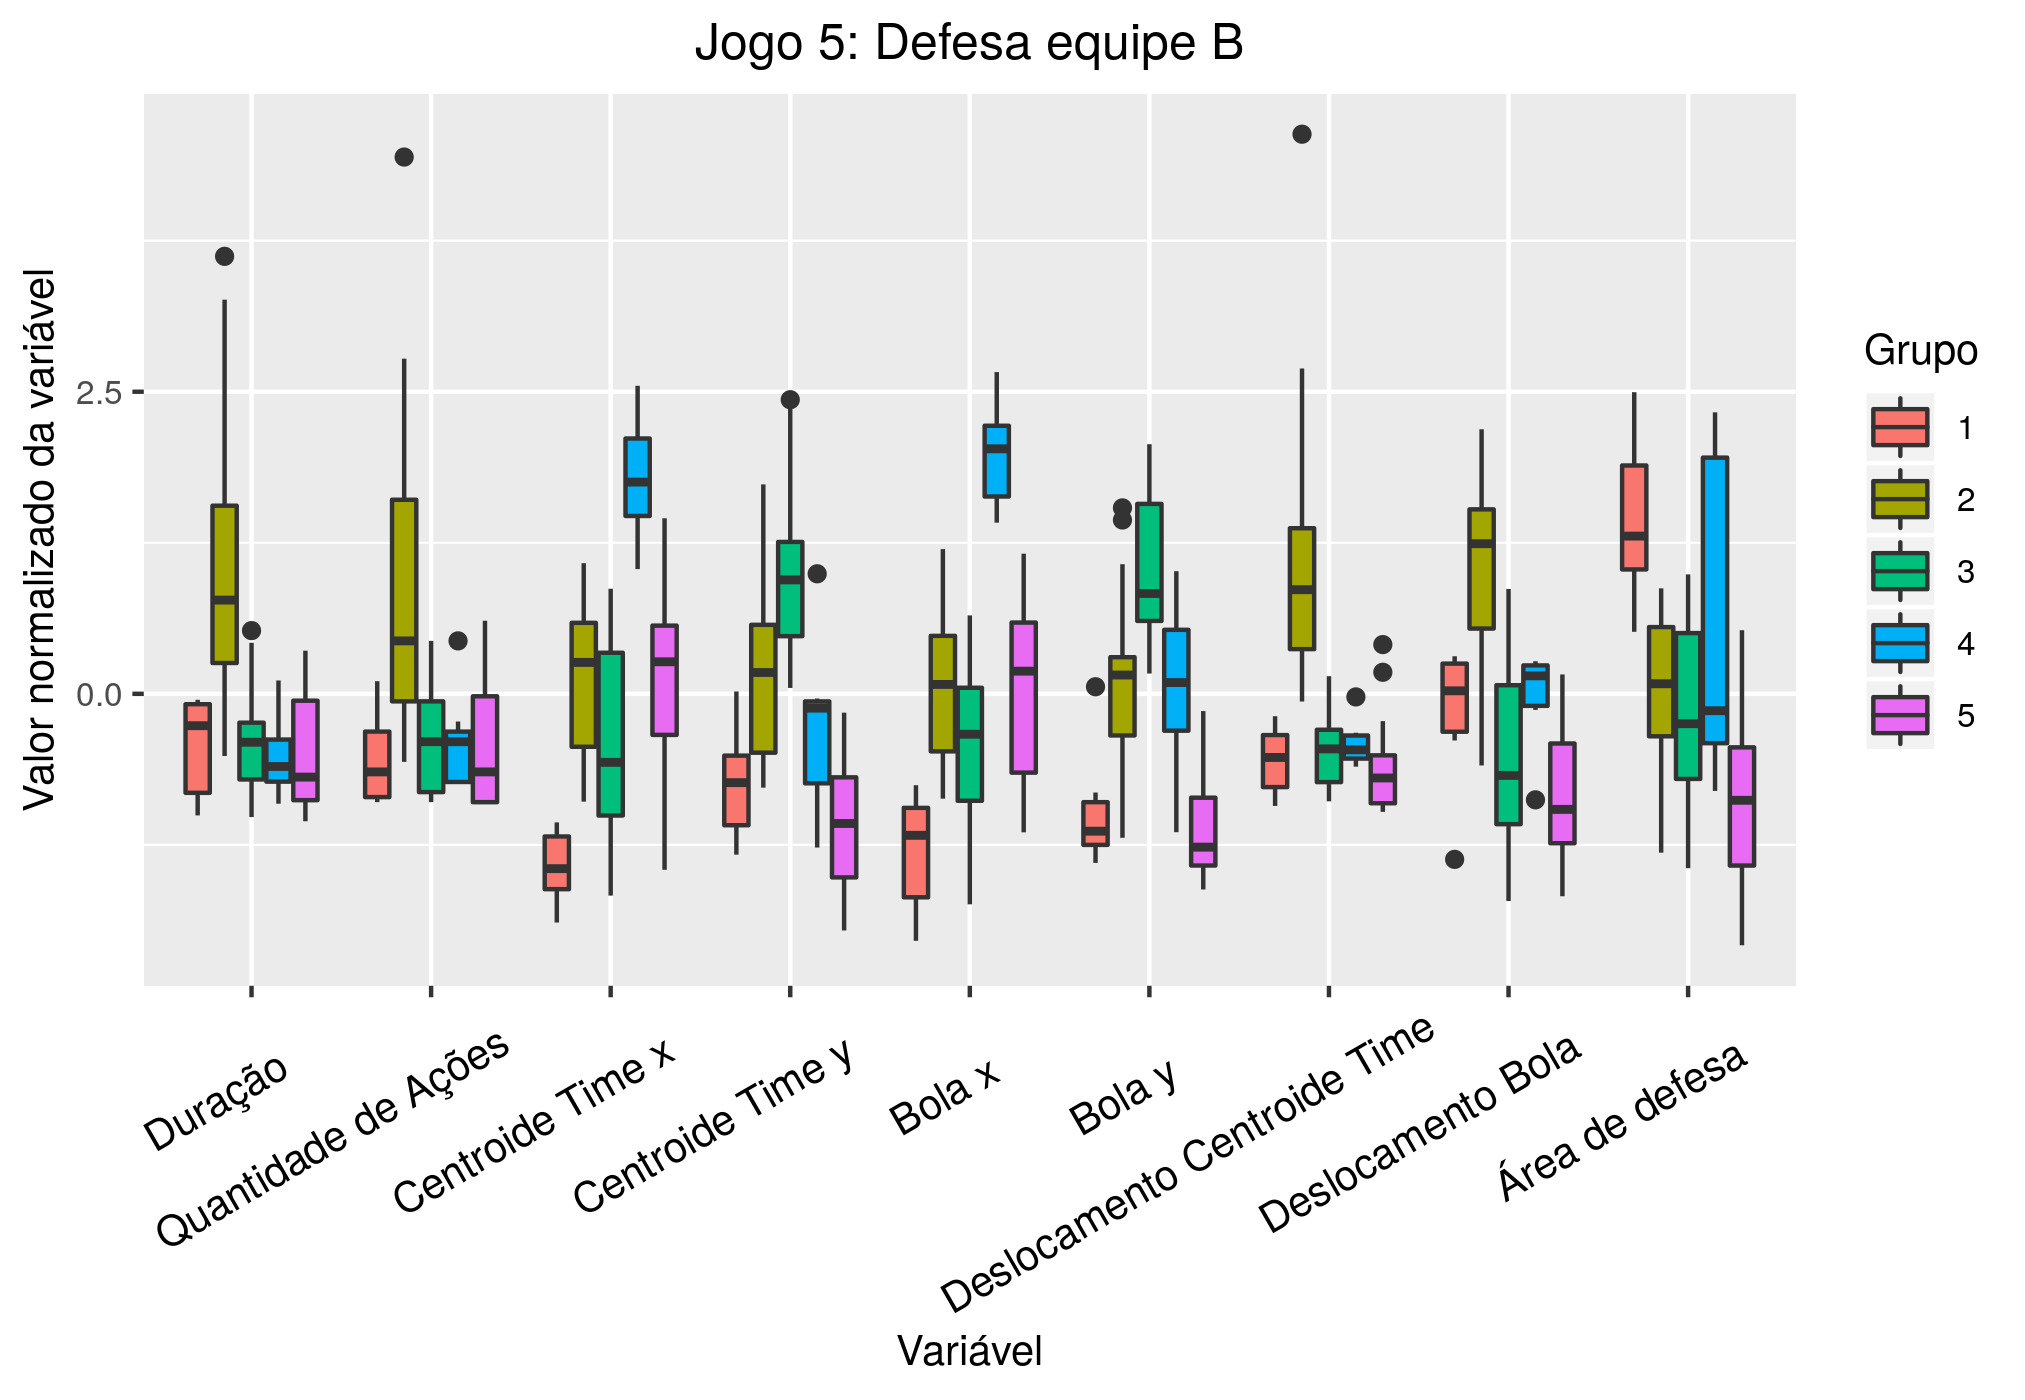 Jogo 5: Defesa equipe B
Valor normalizado da variável
2.5
0.0
Duração
Quantidade de Ações
Centroide Time x
Centroide Time y
Bola x
Bola y
Deslocamento Centroide Time
Deslocamento Bola
Área de defesa
Variável
Grupo
1
2
3
4
5